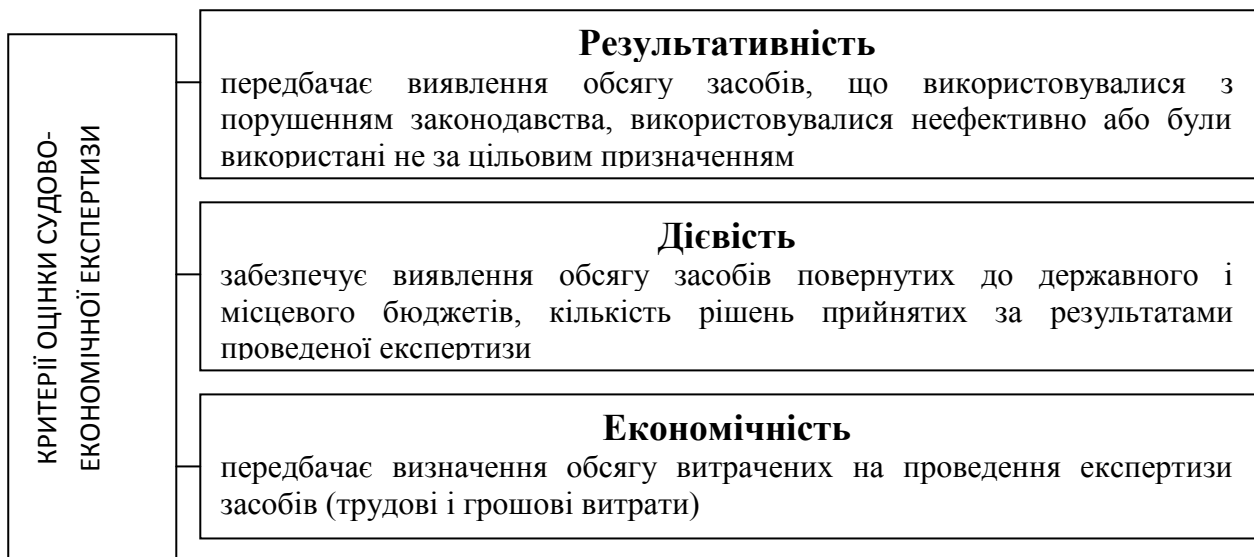 КРИТЕРІЇ ОЦІНКИ СУДОВО-
ЕКОНОМІЧНОЇ ЕКСПЕРТИЗИ
Результативність
передбачає виявлення обсягу засобів, що використовувалися з
порушенням законодавства, використовувалися неефективно або були
використані не за цільовим призначенням
Дієвість
забезпечує виявлення обсягу засобів повернутих до державного і
місцевого бюджетів, кількість рішень прийнятих за результатами
проведеної експертизи
Економічність
передбачає визначення обсягу витрачених на проведення експертизи
засобів (трудові і грошові витрати)